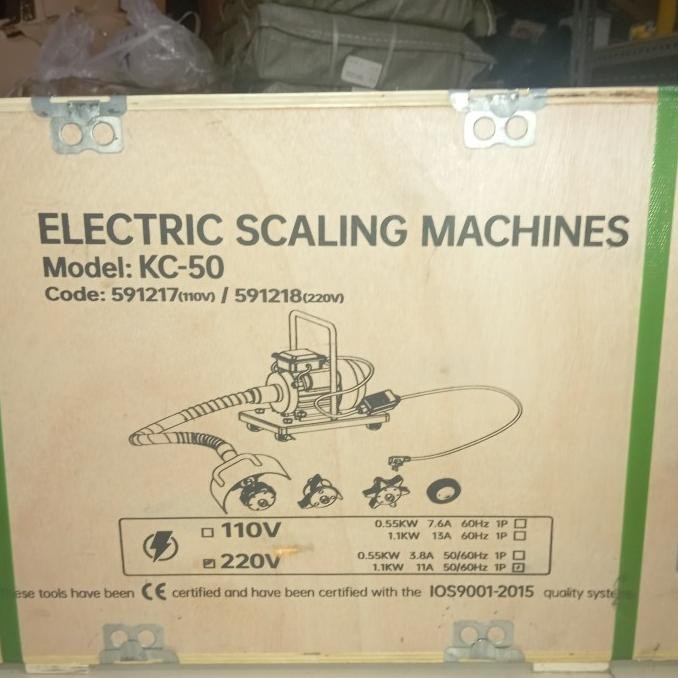 ELECTRIC SCALING MACHINES
Model: KC-50
Code: 591217(110V) / 591218(220V)
110V
0.55KW 7.6A 60Hz 1P
1.1KW 13A 60Hz 1P
220V
0.55KW 3.8A 50/60Hz 1P
1.1KW 11A 50/60Hz 1P
ese tools have been CE certified and have been certified with the IOS9001-2015 quality syste